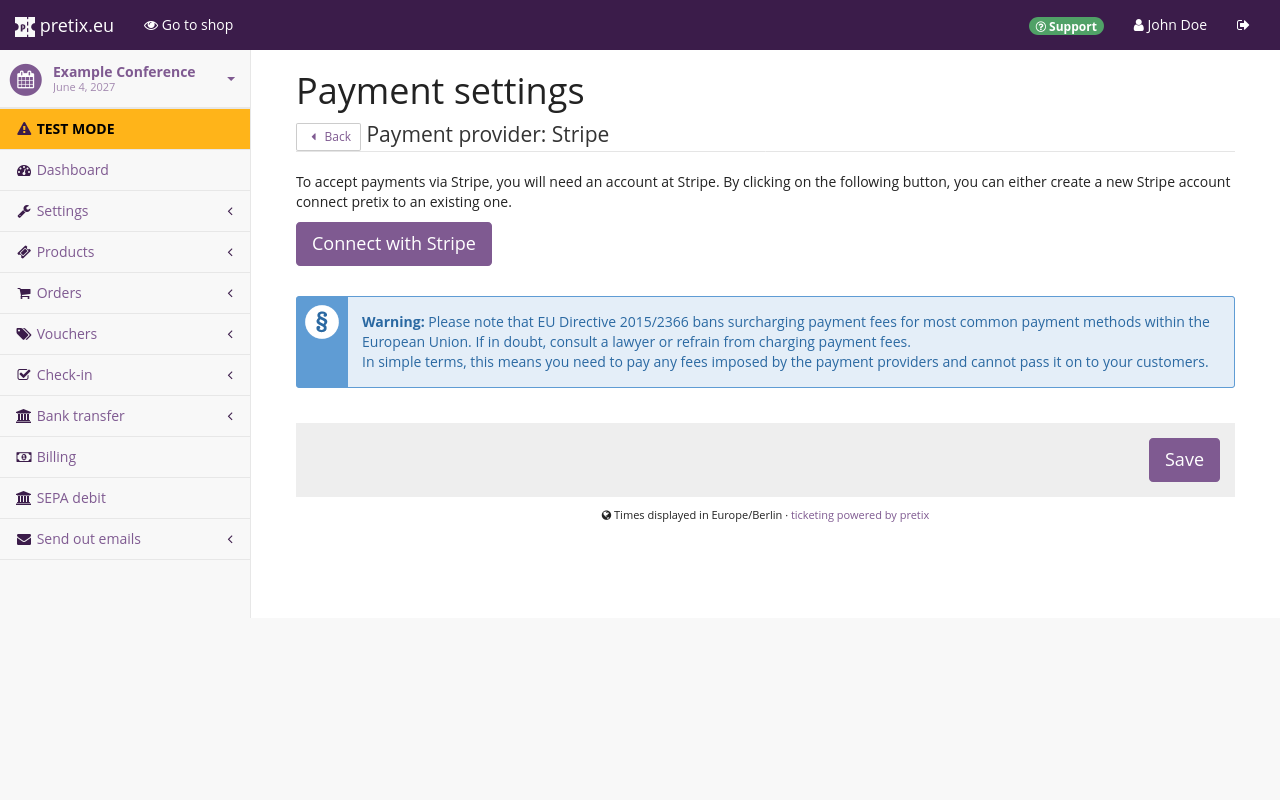 pretix.eu
Go to shop
Support
John Doe
Example Conference
June 4, 2027
TEST MODE
Dashboard
Settings
Products
Orders
Vouchers
Check-in
Bank transfer
Billing
SEPA debit
Send out emails
Payment settings
Back Payment provider: Stripe
To accept payments via Stripe, you will need an account at Stripe. By clicking on the following button, you can either create a new Stripe account
connect pretix to an existing one.
Connect with Stripe
§
Warning: Please note that EU Directive 2015/2366 bans surcharging payment fees for most common payment methods within the
European Union. If in doubt, consult a lawyer or refrain from charging payment fees.
In simple terms, this means you need to pay any fees imposed by the payment providers and cannot pass it on to your customers.
Save
Times displayed in Europe/Berlin · ticketing powered by pretix